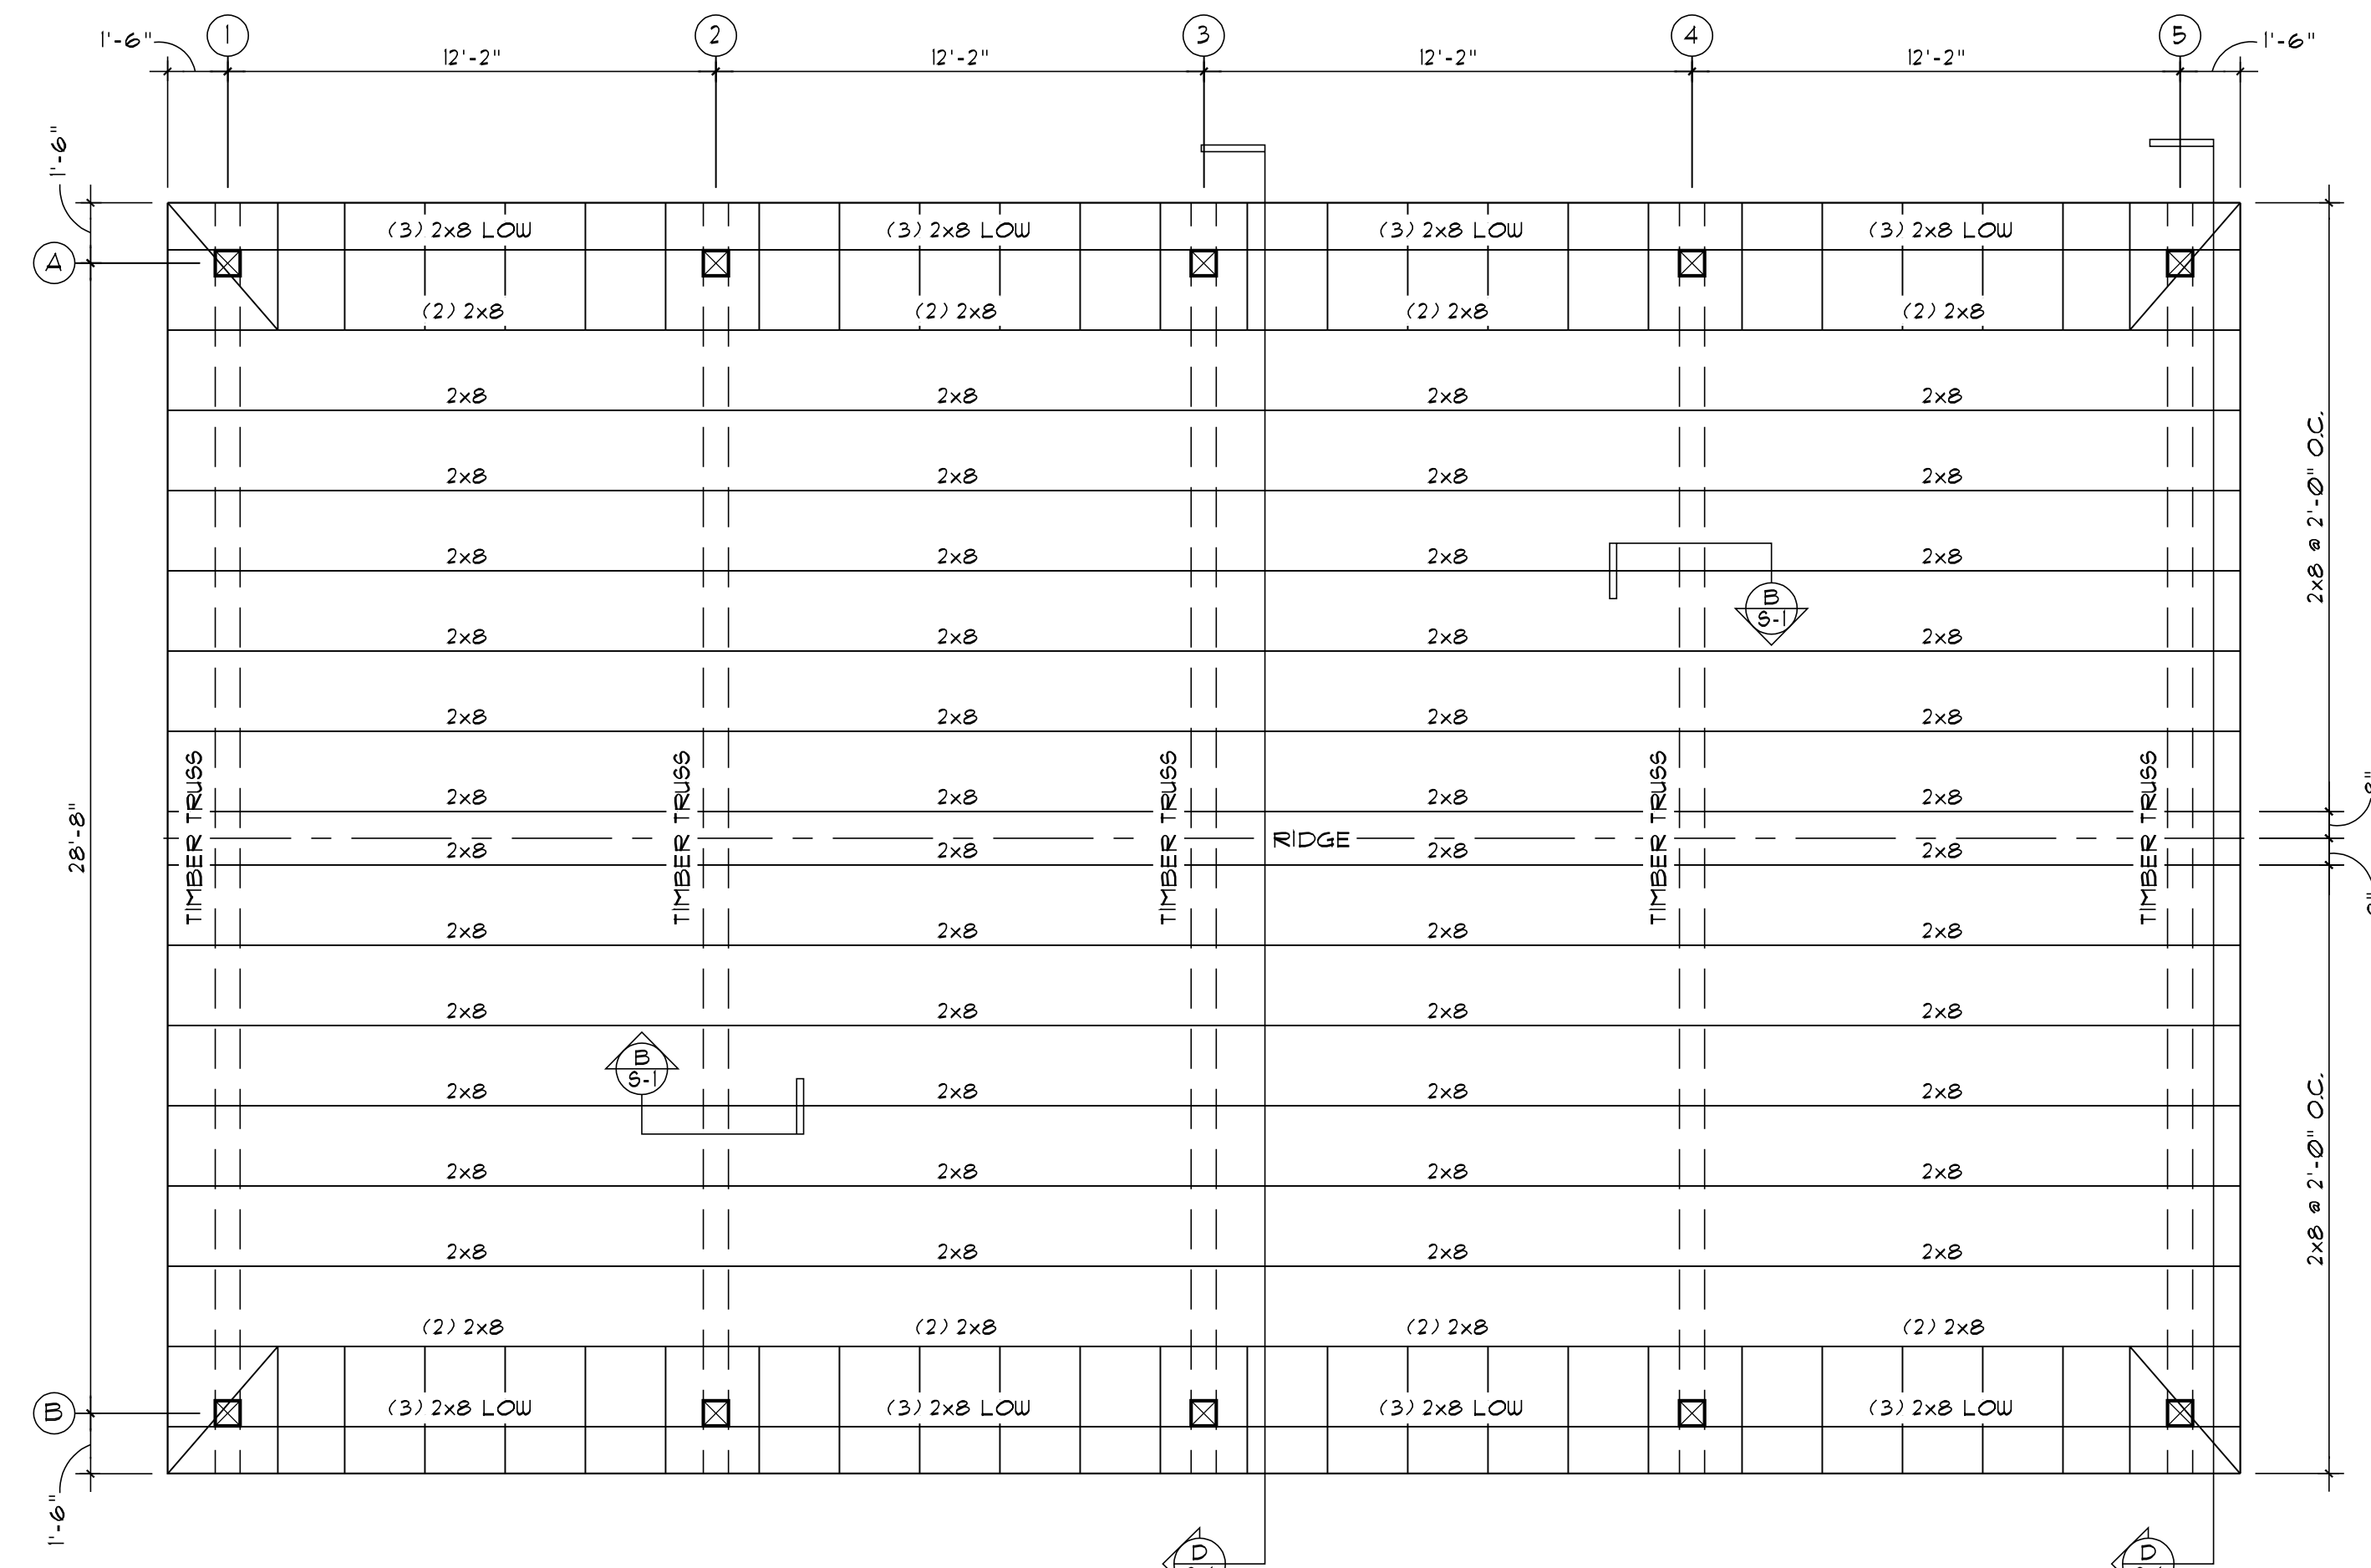 1 2 3 4 5
1'-6" 12'-2" 12'-2" 12'-2" 12'-2" 1'-6"
1'-6"
(3) 2x8 LOW (3) 2x8 LOW (3) 2x8 LOW (3) 2x8 LOW
A
(2) 2x8 (2) 2x8 (2) 2x8 (2) 2x8
2x8 2x8 2x8 2x8
2x8 2x8 2x8 2x8
2x8 @ 2'-0" O.C.
2x8 2x8 2x8 2x8
B
S-1
2x8 2x8 2x8 2x8
2x8 2x8 2x8 2x8
2x8 2x8 2x8 2x8
TIMBER TRUSS TIMBER TRUSS TIMBER TRUSS TIMBER TRUSS TIMBER TRUSS
28'-8"
RIDGE
2x8 2x8 2x8 2x8
2x8 2x8 2x8 2x8
2x8 2x8 2x8 2x8
B
S-1
2x8 2x8 2x8 2x8
2x8 @ 2'-0" O.C.
2x8 2x8 2x8 2x8
2x8 2x8 2x8 2x8
(2) 2x8 (2) 2x8 (2) 2x8 (2) 2x8
B
(3) 2x8 LOW (3) 2x8 LOW (3) 2x8 LOW (3) 2x8 LOW
1'-6"
D D